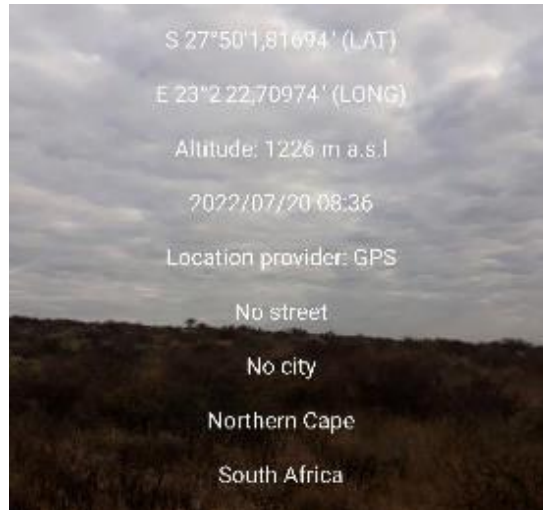 S 27°50'1,81694" (LAT)
E 23°2'22,70974" (LONG)
Altitude: 1226 m a.s.l
2022/07/20 08:36
Location provider: GPS
No street
No city
Northern Cape
South Africa